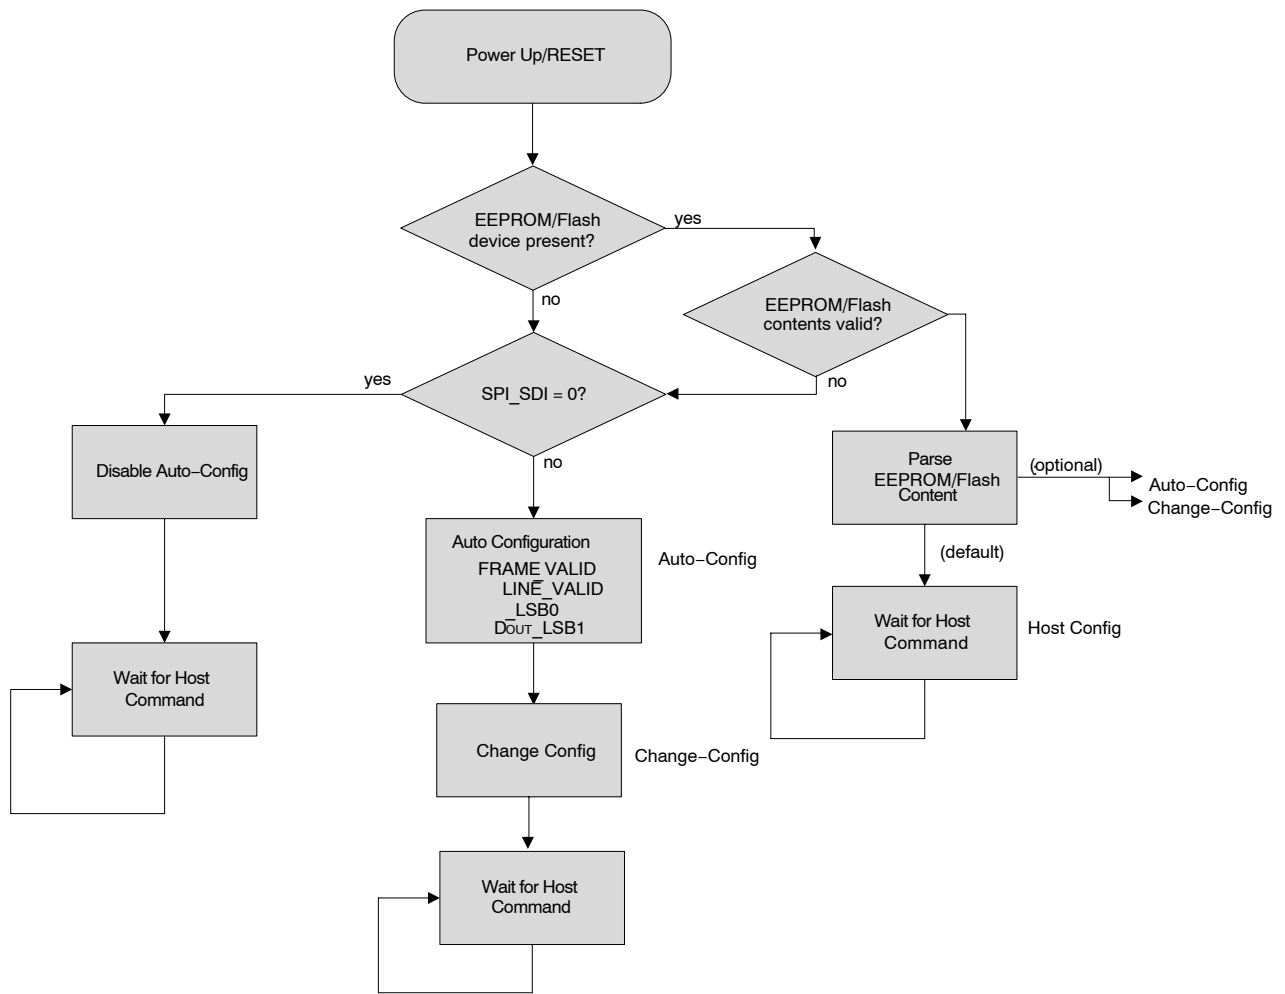 Power Up/RESET
EEPROM/Flash
device present?
yes
no
EEPROM/Flash
contents valid?
no
SPI_SDI = 0?
yes
no
Disable Auto−Config
Wait for Host
Command
Auto Configuration
FRAME_VALID
LINE_VALID
_LSB0
DOUT_LSB1
Auto−Config
Change Config
Change−Config
Wait for Host
Command
Parse
EEPROM/Flash
Content
(optional)
Auto−Config
Change−Config
(default)
Wait for Host
Command
Host Config